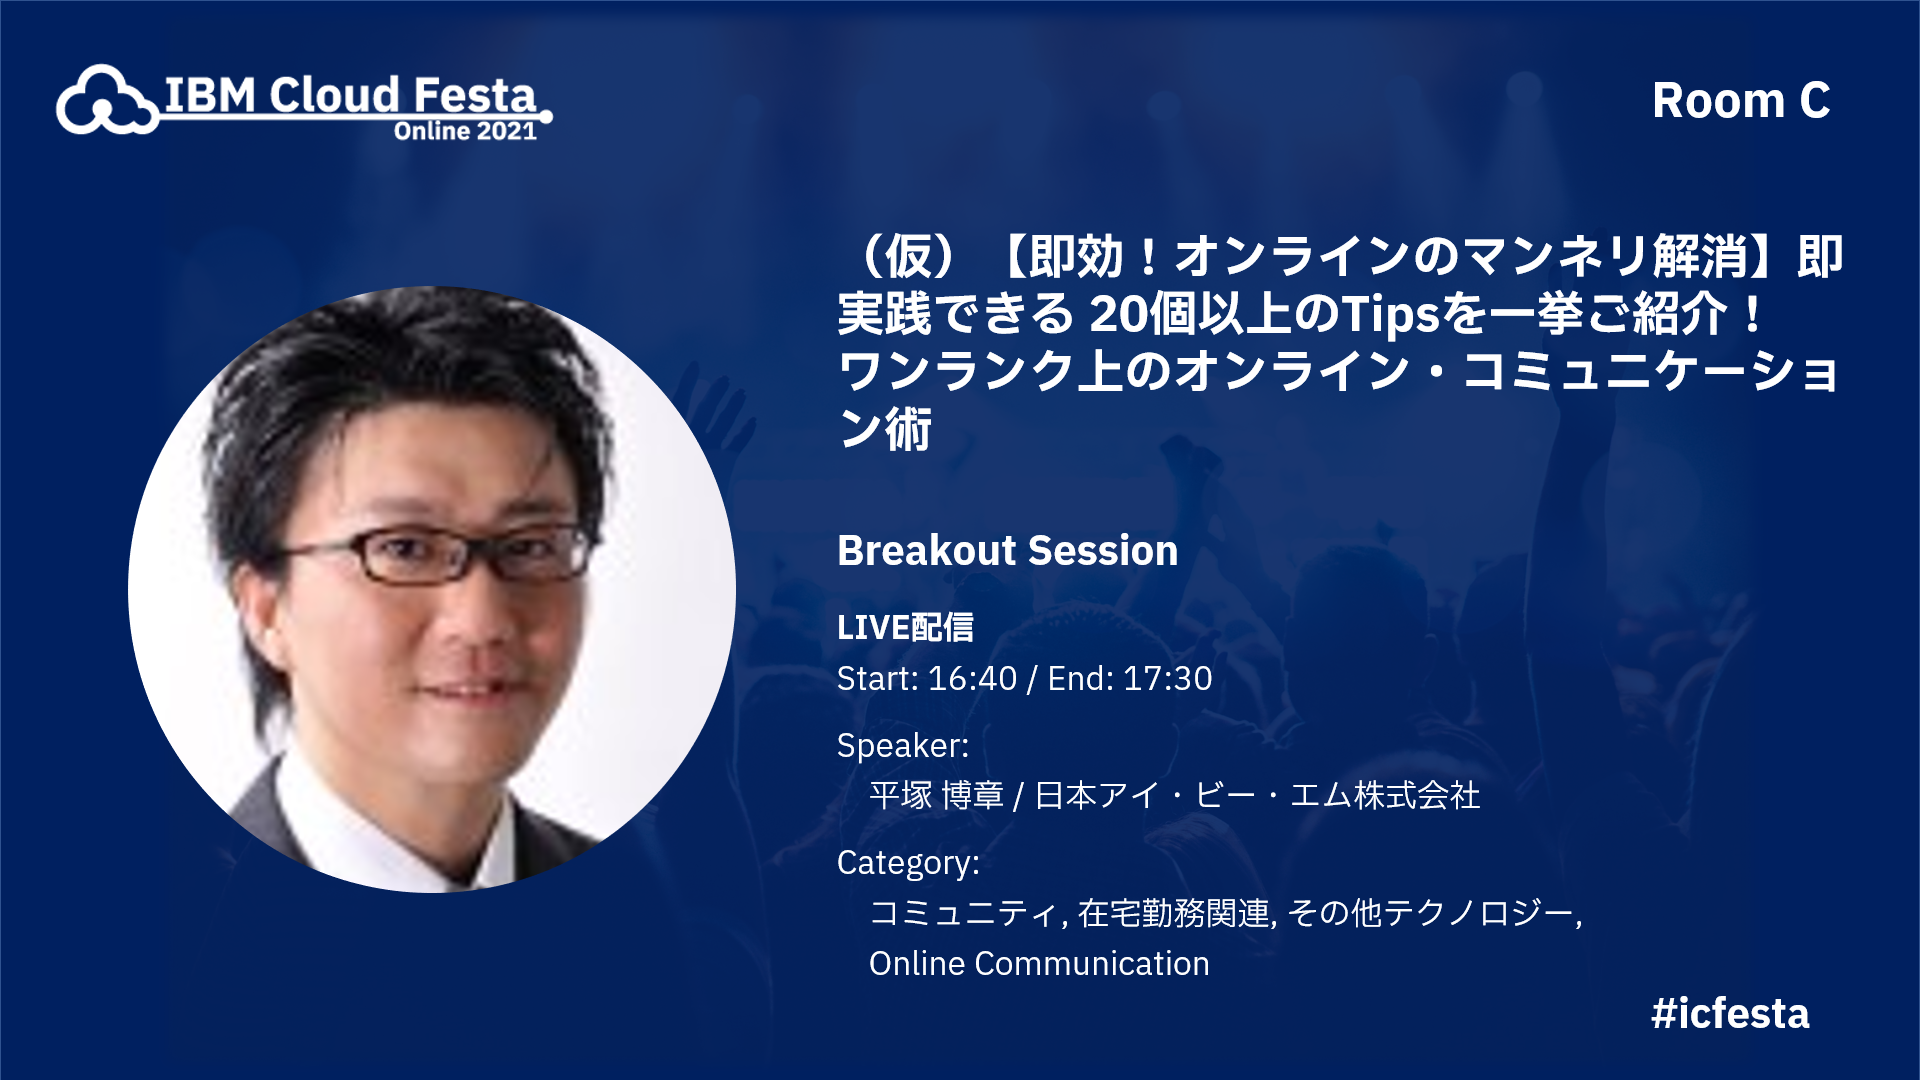 IBM Cloud Festa
Online 2021
Room C
（仮）【即効！オンラインのマンネリ解消】即
実践できる 20個以上のTipsを一挙ご紹介！
ワンランク上のオンライン・コミュニケーショ
ン術
Breakout Session
LIVE配信
Start: 16:40 / End: 17:30
Speaker:
平塚 博章 / 日本アイ・ビー・エム株式会社
Category:
コミュニティ, 在宅勤務関連, その他テクノロジー,
Online Communication
#icfesta